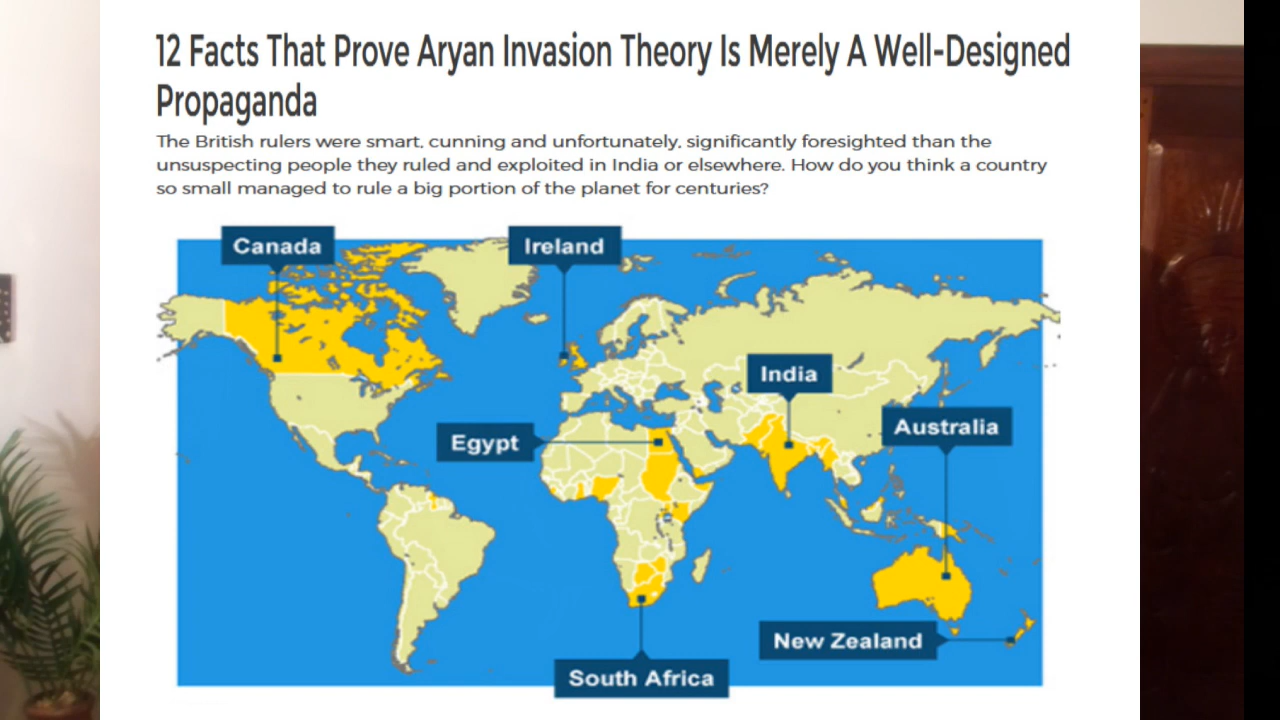 12 Facts That Prove Aryan Invasion Theory Is Merely A Well-Designed
Propaganda
The British rulers were smart, cunning and unfortunately, significantly foresighted than the
unsuspecting people they ruled and exploited in India or elsewhere. How do you think a country
so small managed to rule a big portion of the planet for centuries?
Canada
Ireland
India
Australia
Egypt
New Zealand
South Africa